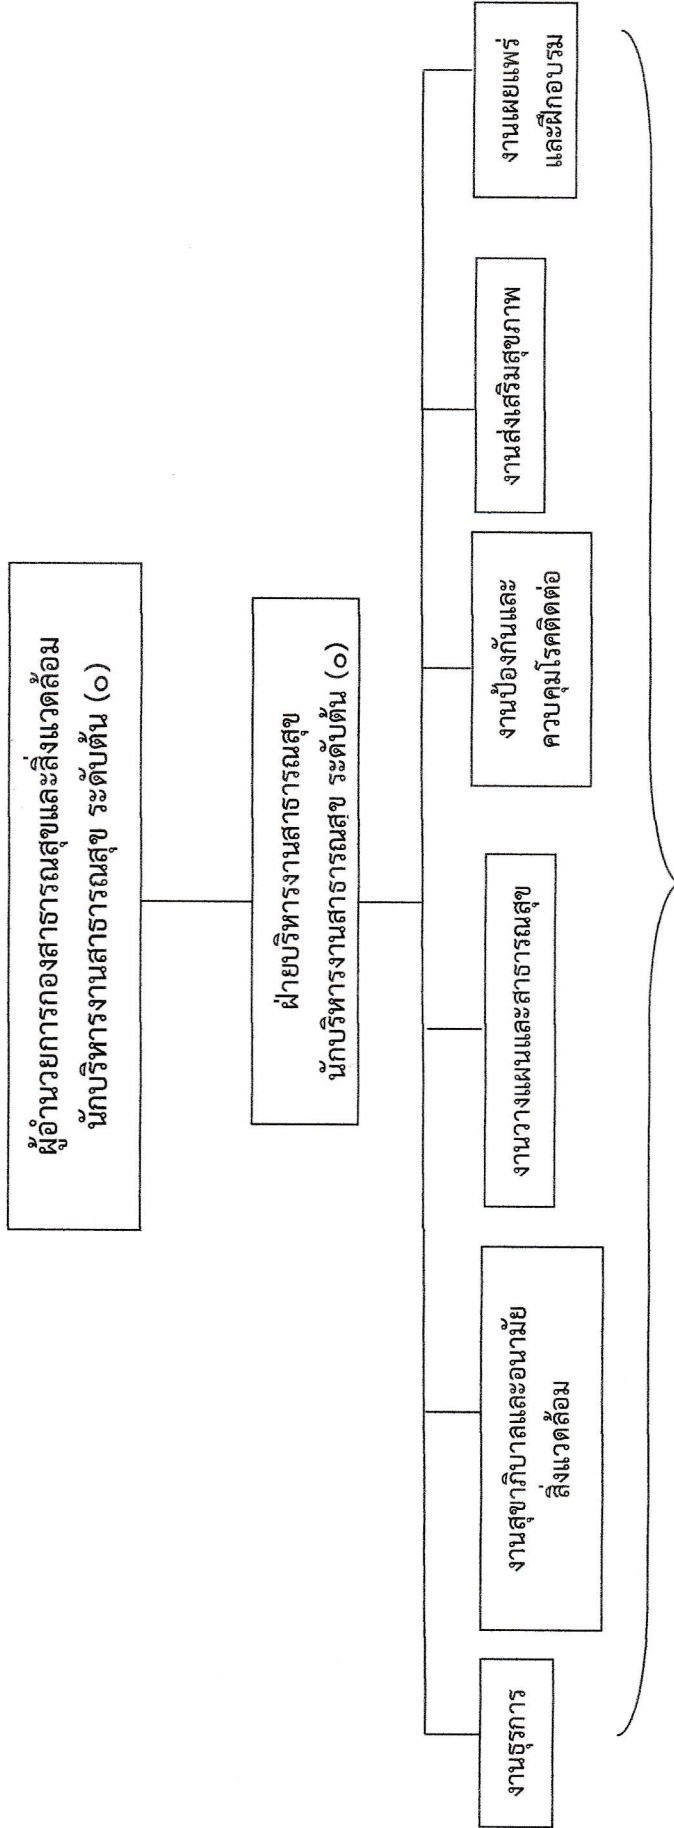 ผู้อำนวยการกองสาธารณสุขและสิ่งแวดล้อม
นักบริหารงานสาธารณสุข ระดับต้น (๐)
ฝ่ายบริหารงานสาธารณสุข
นักบริหารงานสาธารณสุข ระดับต้น (๐)
งานธุรการ
งานสุขาภิบาลและอนามัย
สิ่งแวดล้อม
งานวางแผนและสาธารณสุข
งานป้องกันและ
ควบคุมโรคติดต่อ
งานส่งเสริมสุขภาพ
งานเผยแพร่
และฝึกอบรม